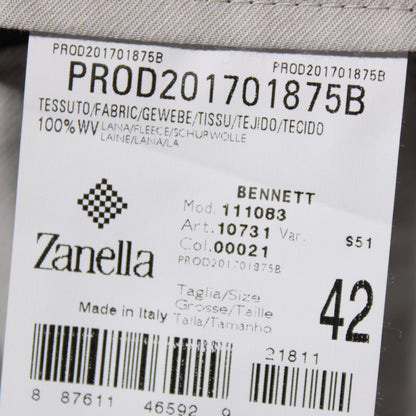 PROD201701875B
PROD201701875B
PROD201701875B
TESSUTO/FABRIC/GEWEBE/TISSU/TEJIDO/TECIDO
100%WV LANA/FLEECE/SCHURWOLLE
LAINE/LANA/LA
BENNETT
Mod. 111083
Art. 10731 Var. S51
Col. 00021
PROD201701875B
Zanella
Made in Italy
Taglia/Size
Grosse/Taille
Talla/Tamanho
42
21811
8 87611 46592 9